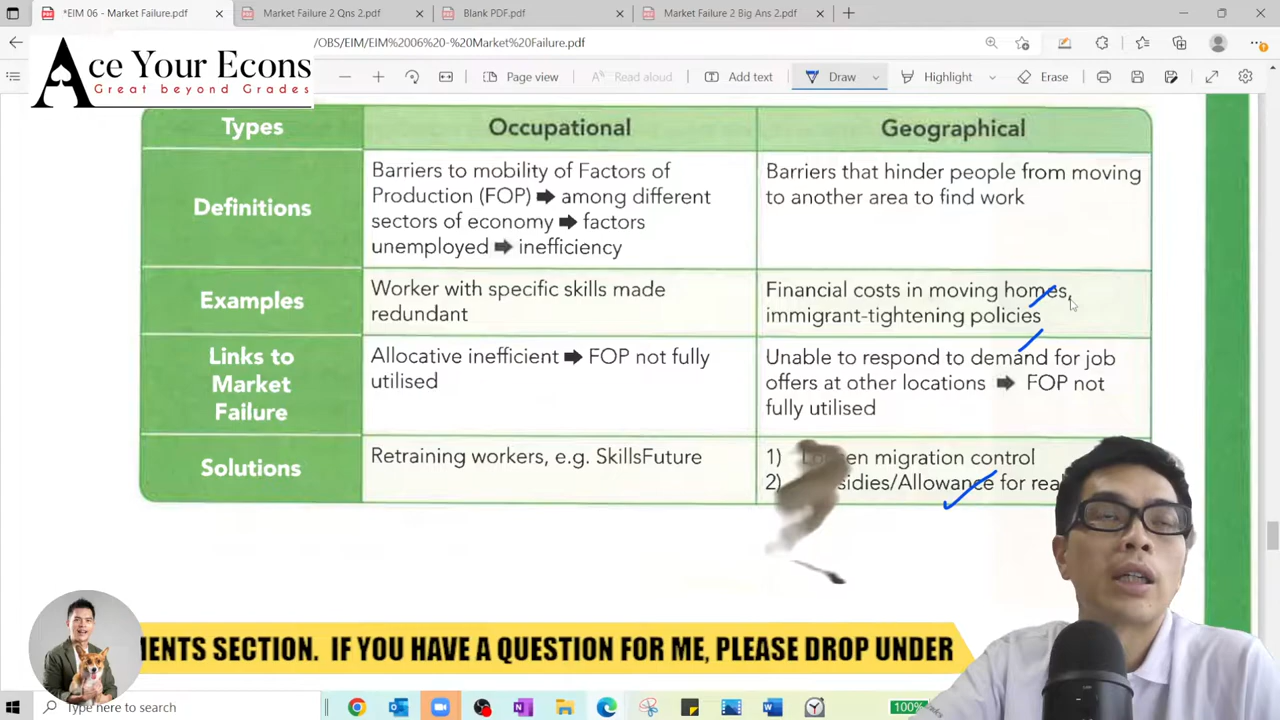 *EIM 06 - Market Failure.pdf
Market Failure 2 Qns 2.pdf
Blank PDF.pdf
Market Failure 2 Big Ans 2.pdf
/OBS/EIM/EIM%2006%20-%20Market%20Failure.pdf
Ace Your Econs
Great beyond Grades
Page view
Read aloud
Add text
Draw
Highlight
Erase
Types
Occupational
Geographical
Definitions
Barriers to mobility of Factors of
Production (FOP) ➡ among different
sectors of economy ➡ factors
unemployed ➡ inefficiency
Barriers that hinder people from moving
to another area to find work
Examples
Worker with specific skills made
redundant
Financial costs in moving homes,
immigrant-tightening policies
Links to
Market
Failure
Allocative inefficient ➡ FOP not fully
utilised
Unable to respond to demand for job
offers at other locations ➡ FOP not
fully utilised
Solutions
Retraining workers, e.g. SkillsFuture
1) migration control
2) /Allowance for
MENTS SECTION. IF YOU HAVE A QUESTION FOR ME, PLEASE DROP UNDER
Type here to search
100%